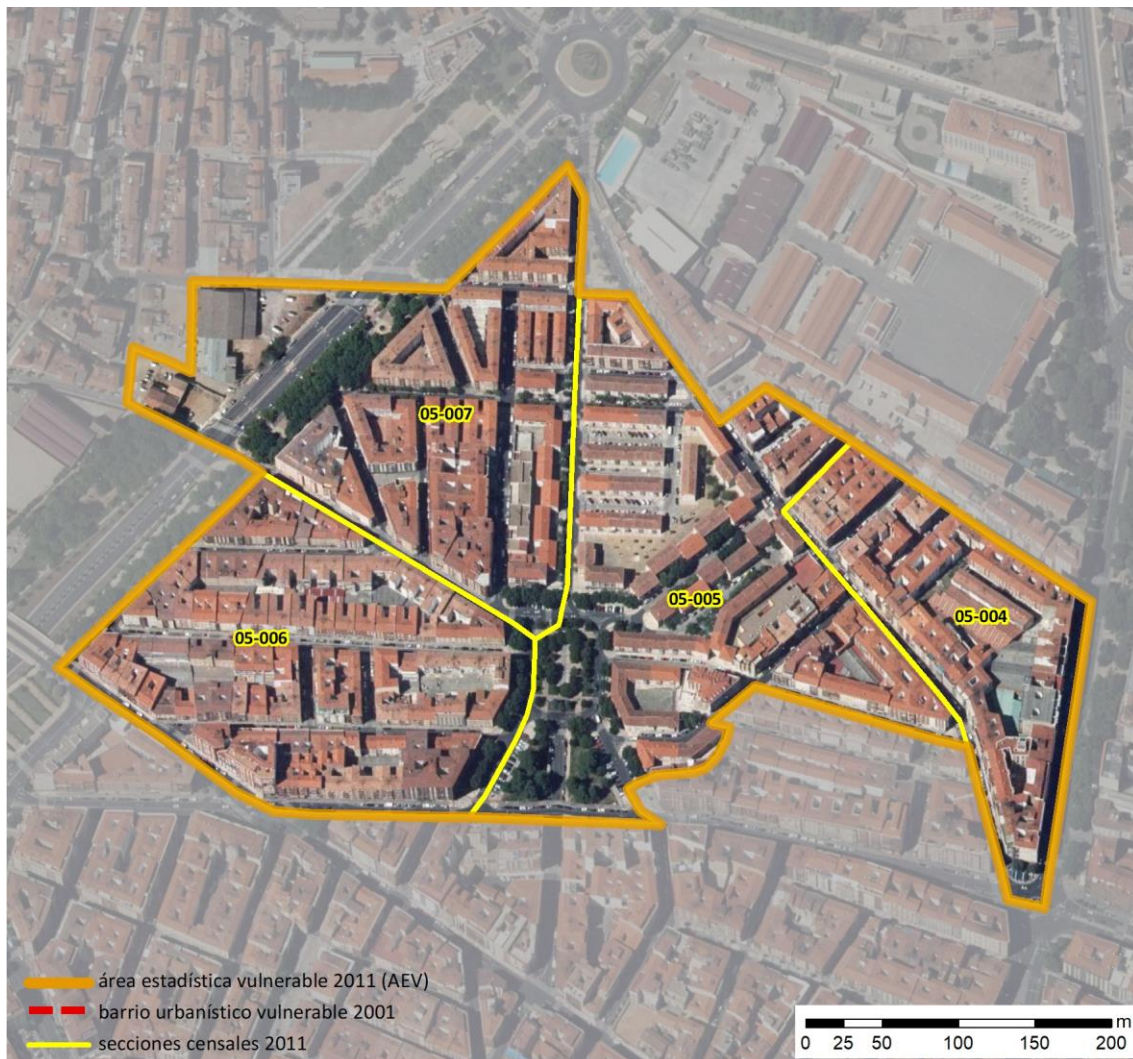 05-007
05-005
05-004
05-006
área estadística vulnerable 2011 (AEV)
barrio urbanístico vulnerable 2001
secciones censales 2011
m
0 25 50 100 150 200